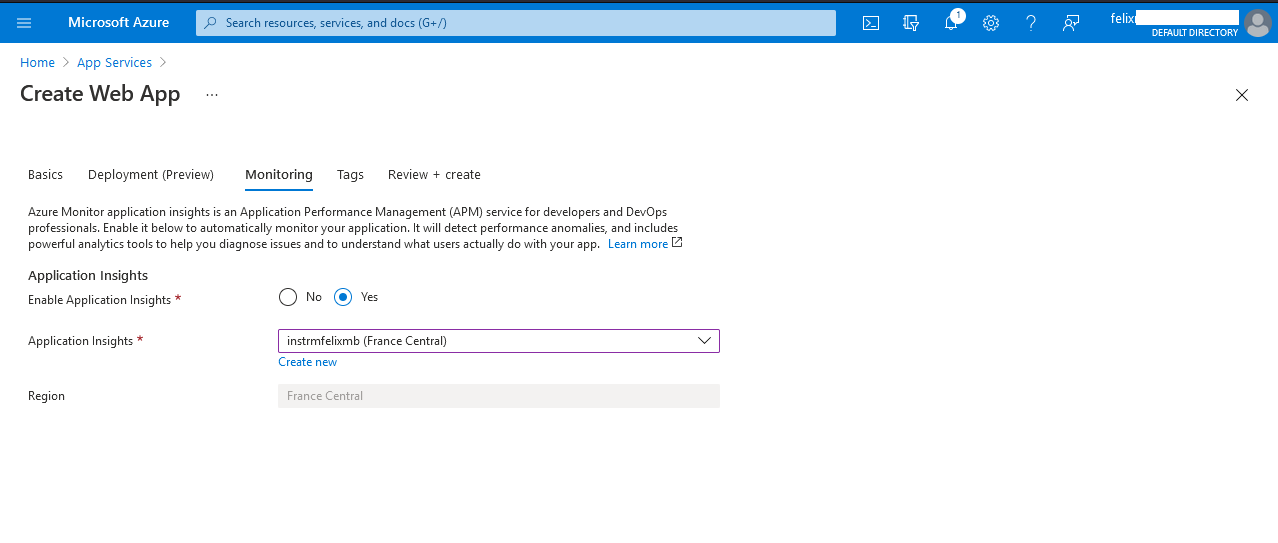 Microsoft Azure
Search resources, services, and docs (G+/)
1
felix
DEFAULT DIRECTORY
Home > App Services >
Create Web App ...
Basics Deployment (Preview) Monitoring Tags Review + create
Azure Monitor application insights is an Application Performance Management (APM) service for developers and DevOps
professionals. Enable it below to automatically monitor your application. It will detect performance anomalies, and includes
powerful analytics tools to help you diagnose issues and to understand what users actually do with your app. Learn more
Application Insights
Enable Application Insights * No Yes
Application Insights * instrmfelixmb (France Central)
Create new
Region France Central